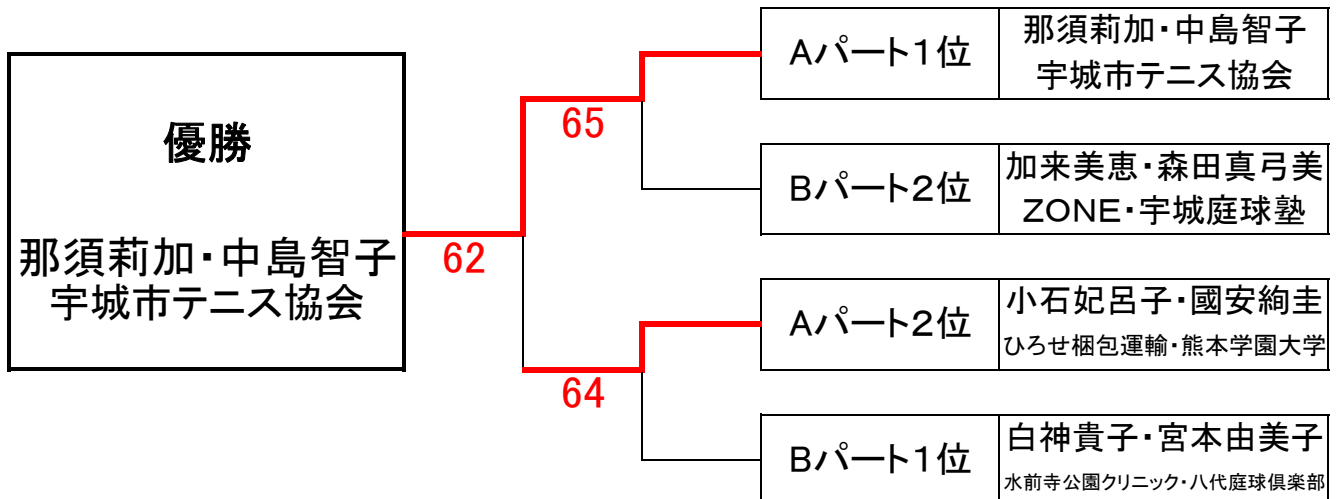 優勝
那須莉加・中島智子
宇城市テニス協会
62
65
64
Aパート1位
那須莉加・中島智子
宇城市テニス協会
Bパート2位
加来美恵・森田真弓美
ZONE・宇城庭球塾
Aパート2位
小石妃呂子・國安絢圭
ひろせ梱包運輸・熊本学園大学
Bパート1位
白神貴子・宮本由美子
水前寺公園クリニック・八代庭球倶楽部